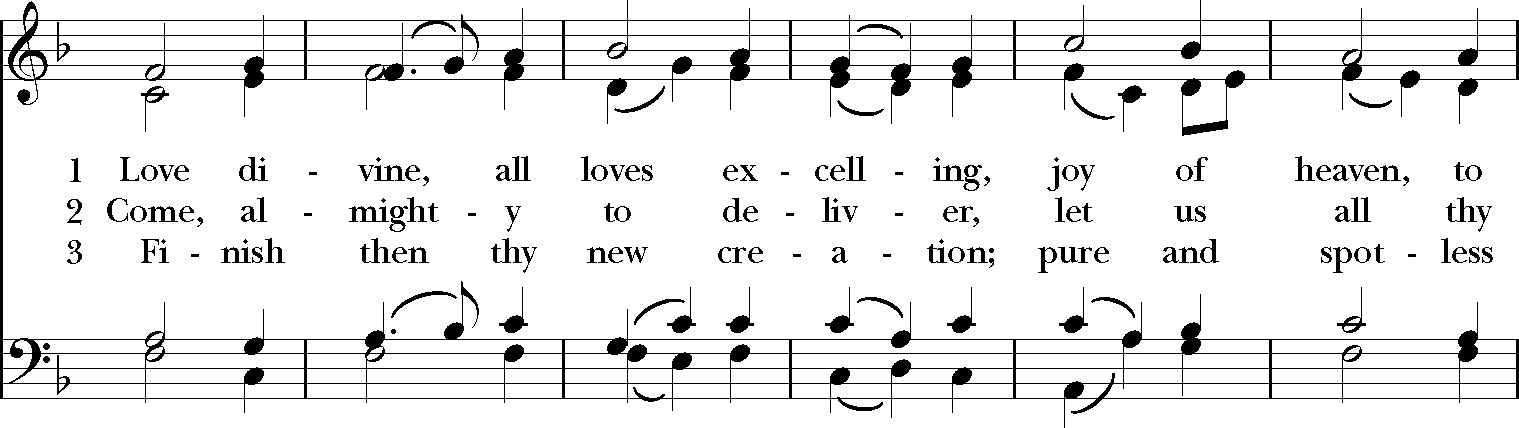 1 Love di - vine, all loves ex - cell - ing, joy of heaven, to
2 Come, al - might - y to de - liv - er, let us all thy
3 Fi - nish then thy new cre - a - tion; pure and spot - less